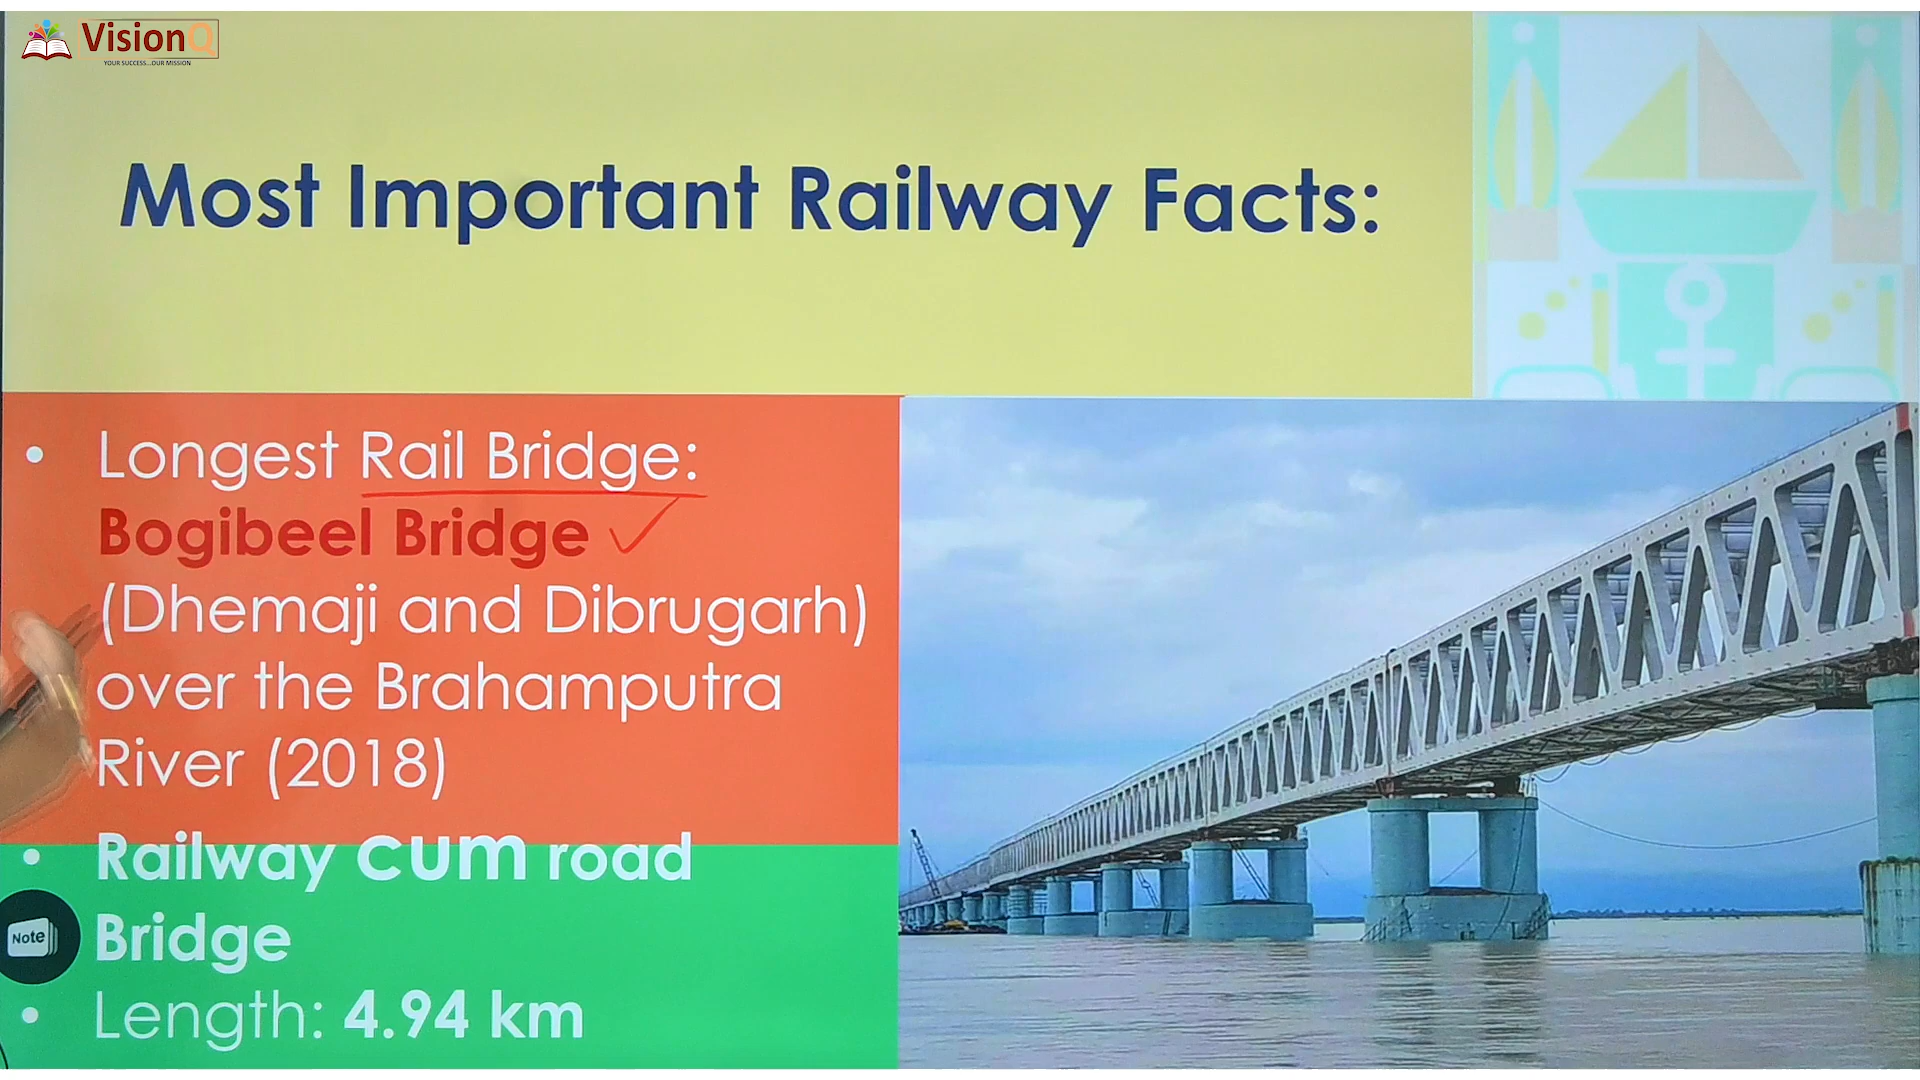 VisionQ
YOUR SUCCESS...OUR MISSION
Most Important Railway Facts:
• Longest Rail Bridge:
Bogibeel Bridge ✓
(Dhemaji and Dibrugarh)
over the Brahamputra
River (2018)
• Railway cum road
Bridge
• Length: 4.94 km
Note